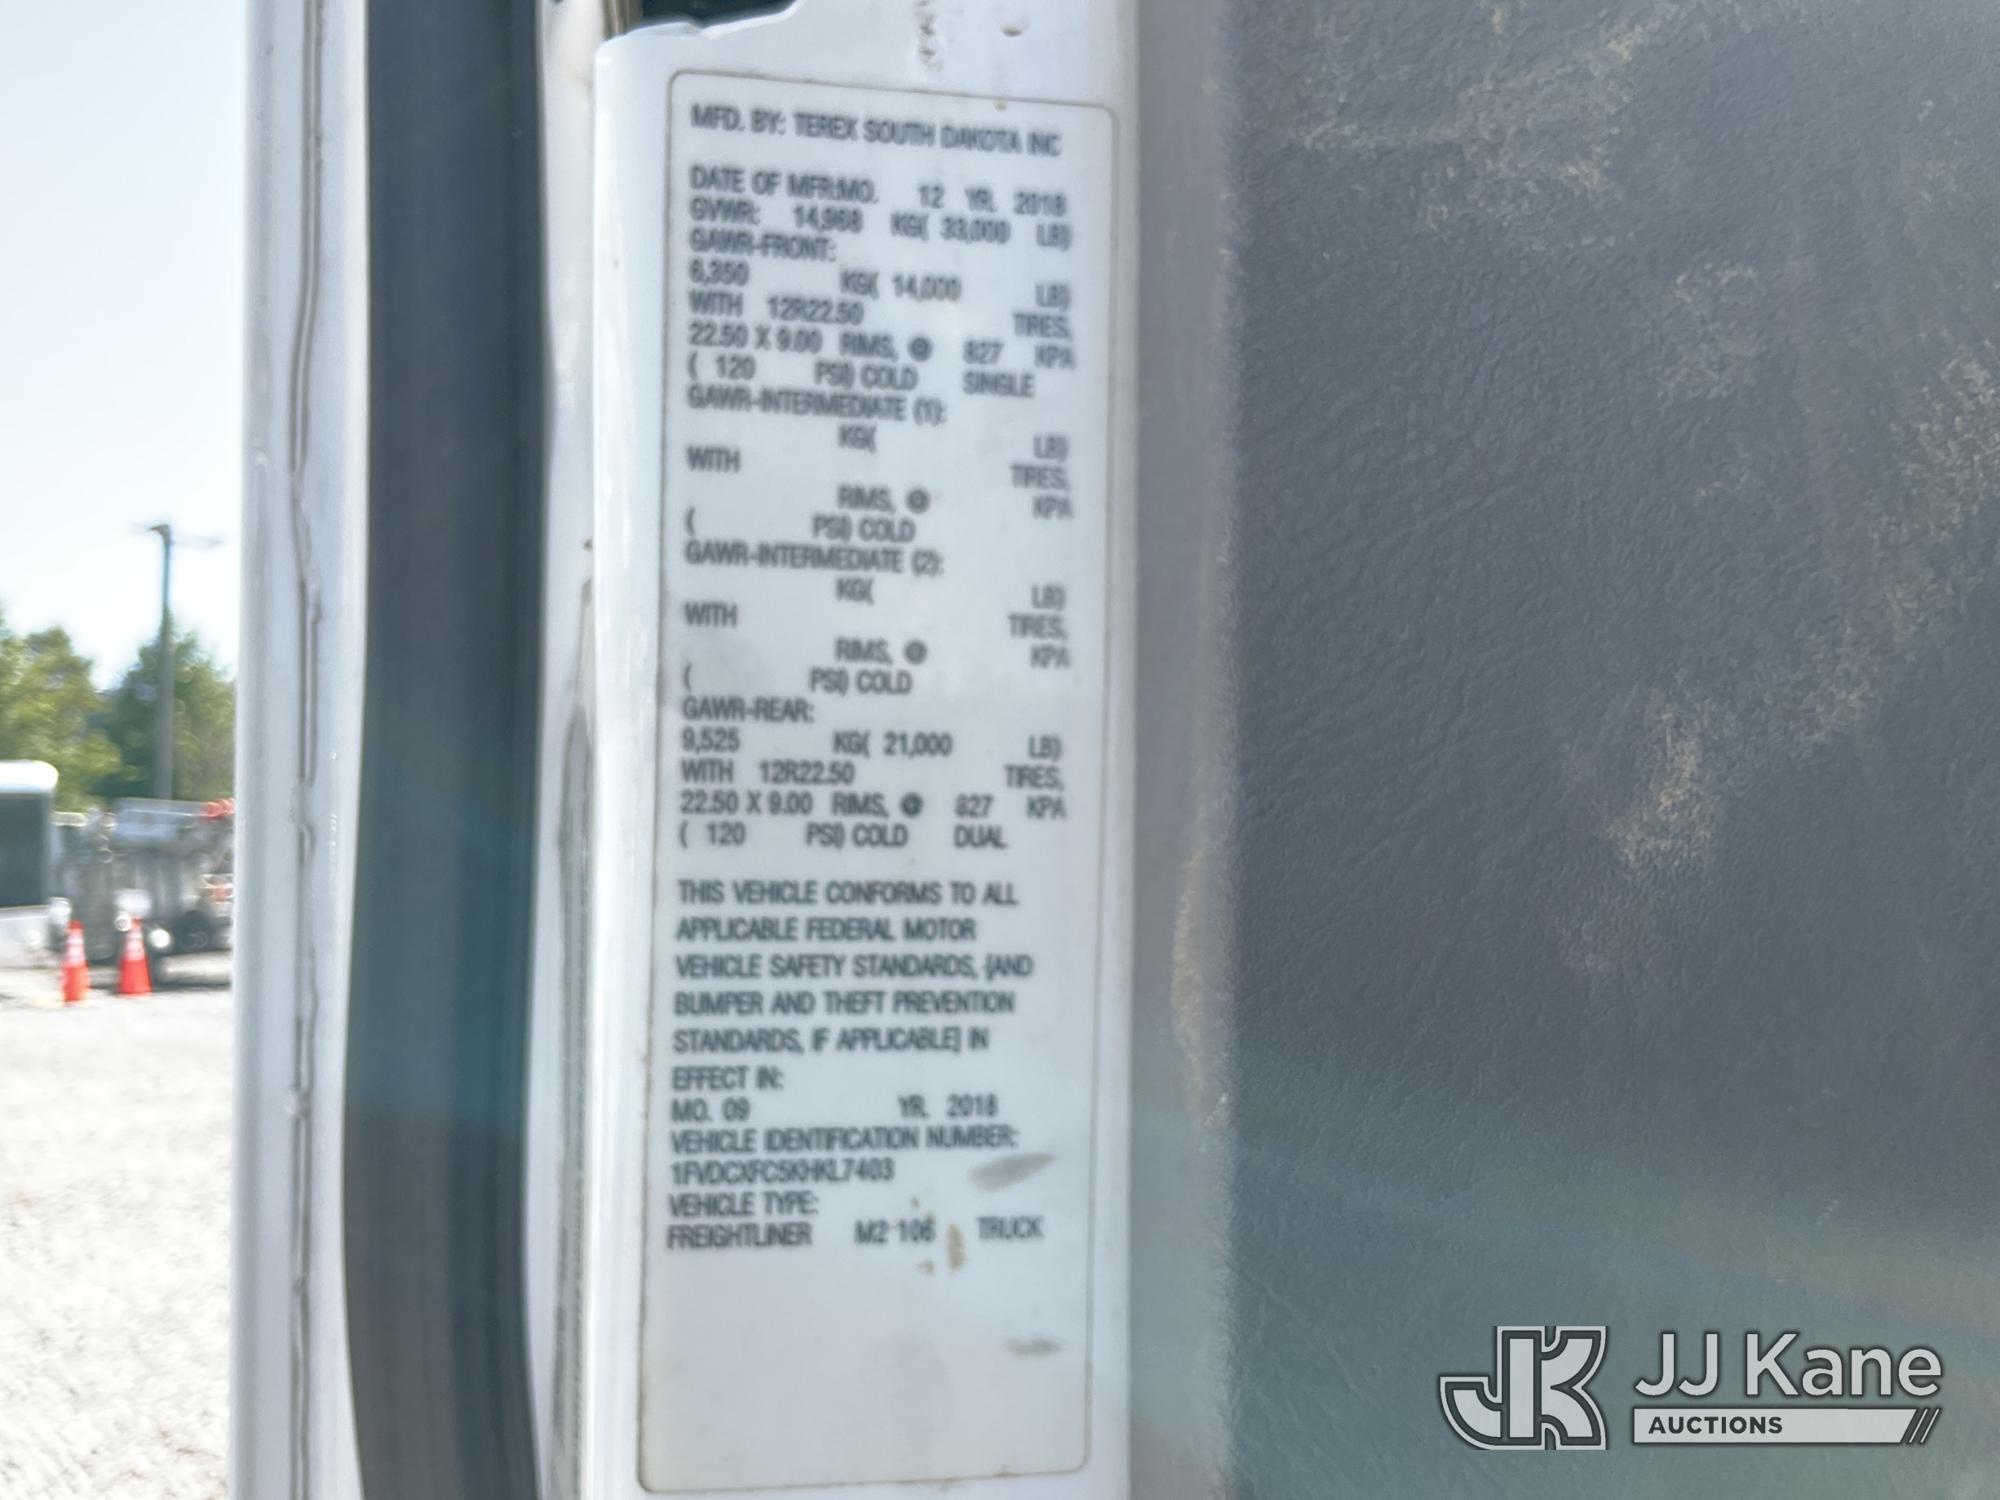 MFD. BY: TEREX SOUTH DAKOTA INC
DATE OF MFR:MO. 12 YR. 2018
GVWR: 14,968 KG( 33,000 LB)
GAWR-FRONT:
6,350 KG( 14,000 LB)
WITH 12R22.50 TIRES,
22.50 X 9.00 RIMS, @ 827 KPA
( 120 PSI) COLD SINGLE
GAWR-INTERMEDIATE (1):
KG( LB)
WITH TIRES,
RIMS, @ KPA
( PSI) COLD
GAWR-INTERMEDIATE (2):
KG( LB)
WITH TIRES,
RIMS, @ KPA
( PSI) COLD
GAWR-REAR:
9,525 KG( 21,000 LB)
WITH 12R22.50 TIRES,
22.50 X 9.00 RIMS, @ 827 KPA
( 120 PSI) COLD DUAL
THIS VEHICLE CONFORMS TO ALL
APPLICABLE FEDERAL MOTOR
VEHICLE SAFETY STANDARDS, [AND
BUMPER AND THEFT PREVENTION
STANDARDS, IF APPLICABLE] IN
EFFECT IN:
MO. 09 YR. 2018
VEHICLE IDENTIFICATION NUMBER:
1FVDCXFC5KHKL7403
VEHICLE TYPE:
FREIGHTLINER M2 106 TRUCK
JK JJ Kane
AUCTIONS